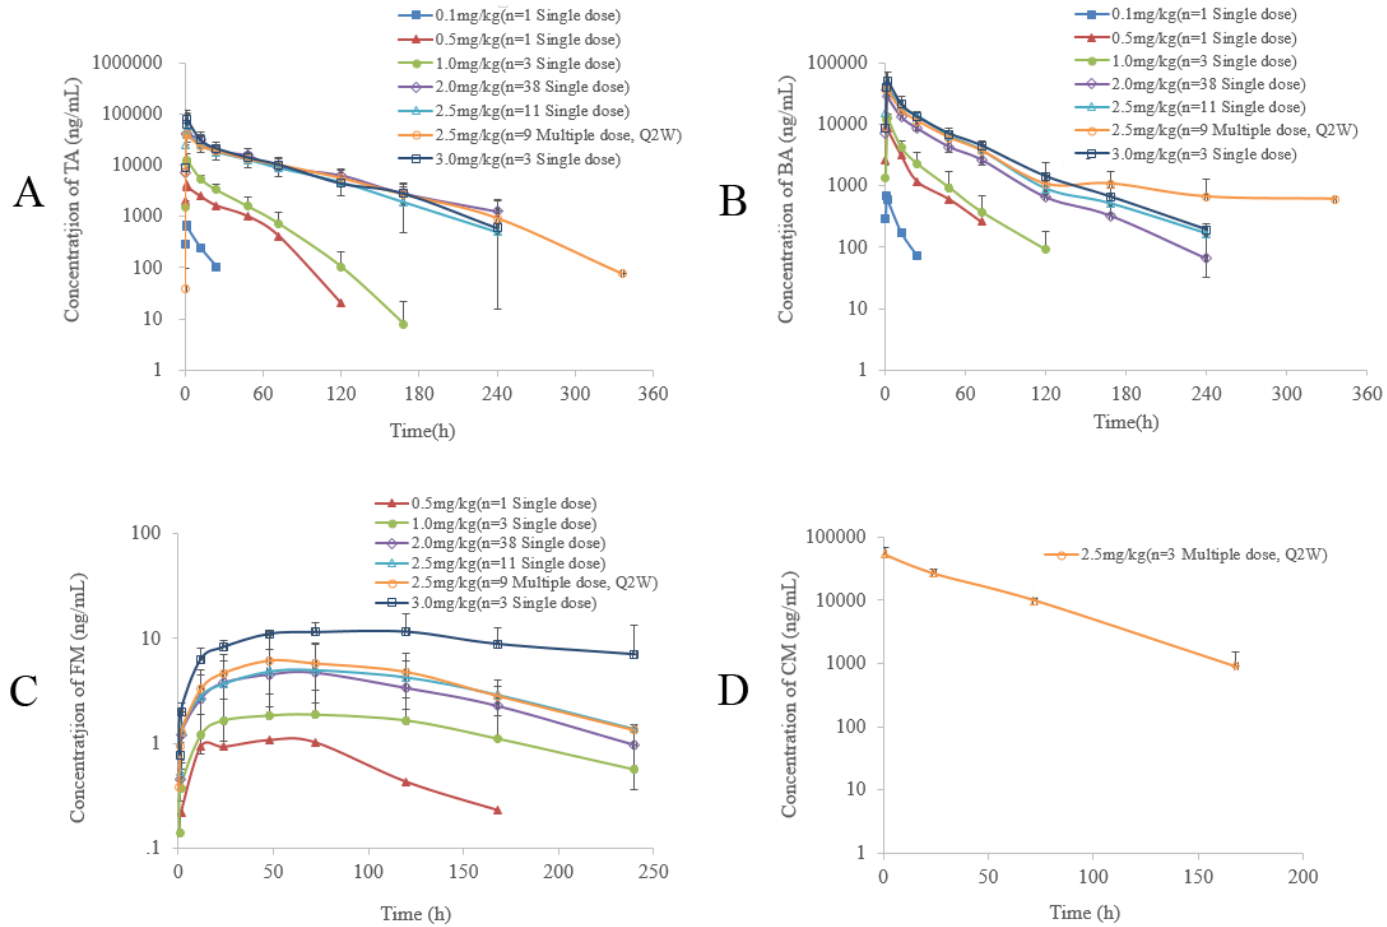 A
0.1mg/kg(n=1 Single dose)
0.5mg/kg(n=1 Single dose)
1.0mg/kg(n=3 Single dose)
2.0mg/kg(n=38 Single dose)
2.5mg/kg(n=11 Single dose)
2.5mg/kg(n=9 Multiple dose, Q2W)
3.0mg/kg(n=3 Single dose)
Concentratjion of TA (ng/mL)
1000000
100000
10000
1000
100
10
1
0 60 120 180 240 300 360
Time(h)
B
0.1mg/kg(n=1 Single dose)
0.5mg/kg(n=1 Single dose)
1.0mg/kg(n=3 Single dose)
2.0mg/kg(n=38 Single dose)
2.5mg/kg(n=11 Single dose)
2.5mg/kg(n=9 Multiple dose, Q2W)
3.0mg/kg(n=3 Single dose)
Concentratjion of BA (ng/mL)
100000
10000
1000
100
10
1
0 60 120 180 240 300 360
Time(h)
C
0.5mg/kg(n=1 Single dose)
1.0mg/kg(n=3 Single dose)
2.0mg/kg(n=38 Single dose)
2.5mg/kg(n=11 Single dose)
2.5mg/kg(n=9 Multiple dose, Q2W)
3.0mg/kg(n=3 Single dose)
Concentratjion of FM (ng/mL)
100
10
1
.1
0 50 100 150 200 250
Time (h)
D
2.5mg/kg(n=3 Multiple dose, Q2W)
Concentration of CM (ng/mL)
100000
10000
1000
100
10
1
0 50 100 150 200
Time (h)